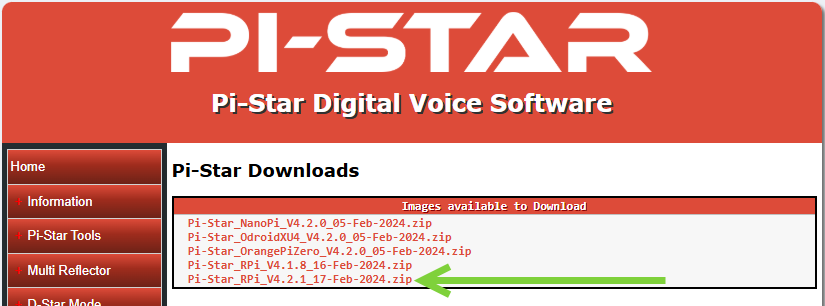 PI-STAR
Pi-Star Digital Voice Software
Home
+ Information
+ Pi-Star Tools
+ Multi Reflector
+ D-Star Mode
Pi-Star Downloads
Images available to Download
Pi-Star_NanoPi_V4.2.0_05-Feb-2024.zip
Pi-Star_OdroidXU4_V4.2.0_05-Feb-2024.zip
Pi-Star_OrangePiZero_V4.2.0_05-Feb-2024.zip
Pi-Star_RPi_V4.1.8_16-Feb-2024.zip
Pi-Star_RPi_V4.2.1_17-Feb-2024.zip